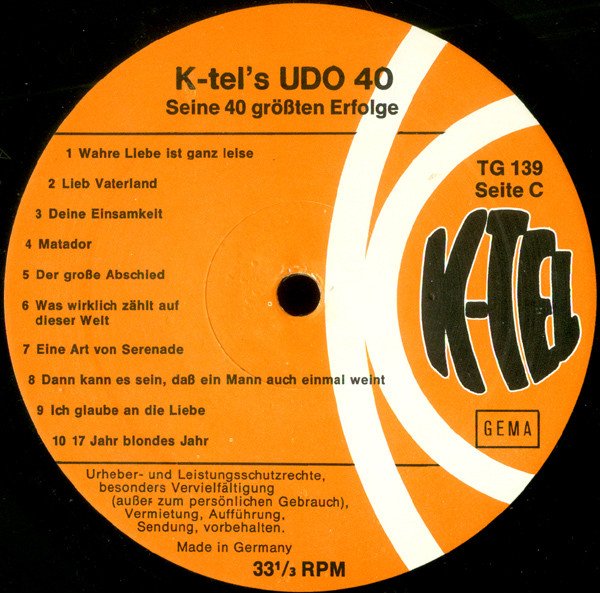 K-tel's UDO 40
Seine 40 größten Erfolge
1 Wahre Liebe ist ganz leise
2 Lieb Vaterland
3 Deine Einsamkeit
4 Matador
5 Der große Abschied
6 Was wirklich zählt auf
dieser Welt
7 Eine Art von Serenade
8 Dann kann es sein, daß ein Mann auch einmal weint
9 Ich glaube an die Liebe
10 17 Jahr blondes Jahr
TG 139
Seite C
K-TEL
GEMA
Urheber- und Leistungsschutzrechte,
besonders Vervielfältigung
(außer zum persönlichen Gebrauch),
Vermietung, Aufführung,
Sendung, vorbehalten.
Made in Germany
33 1/3 RPM